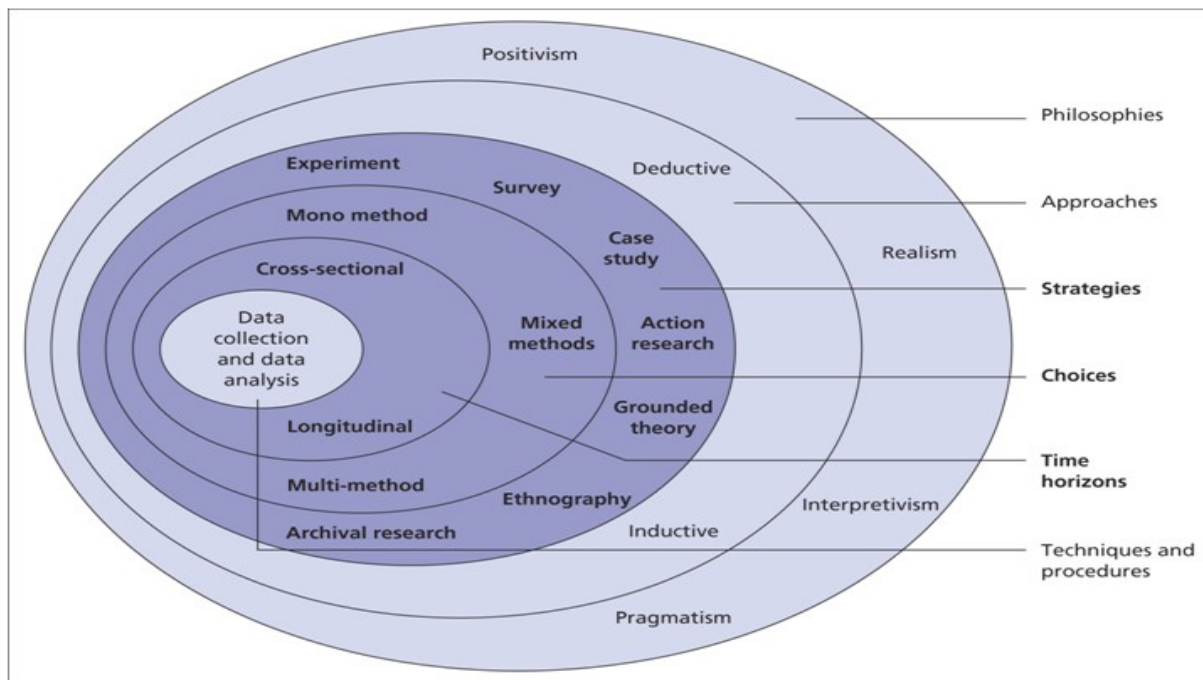 Positivism
Philosophies
Experiment
Deductive
Survey
Approaches
Mono method
Case
study
Realism
Cross-sectional
Strategies
Data
collection
and data
analysis
Mixed
methods
Action
research
Choices
Grounded
theory
Longitudinal
Time
horizons
Multi-method
Ethnography
Interpretivism
Archival research
Inductive
Techniques and
procedures
Pragmatism